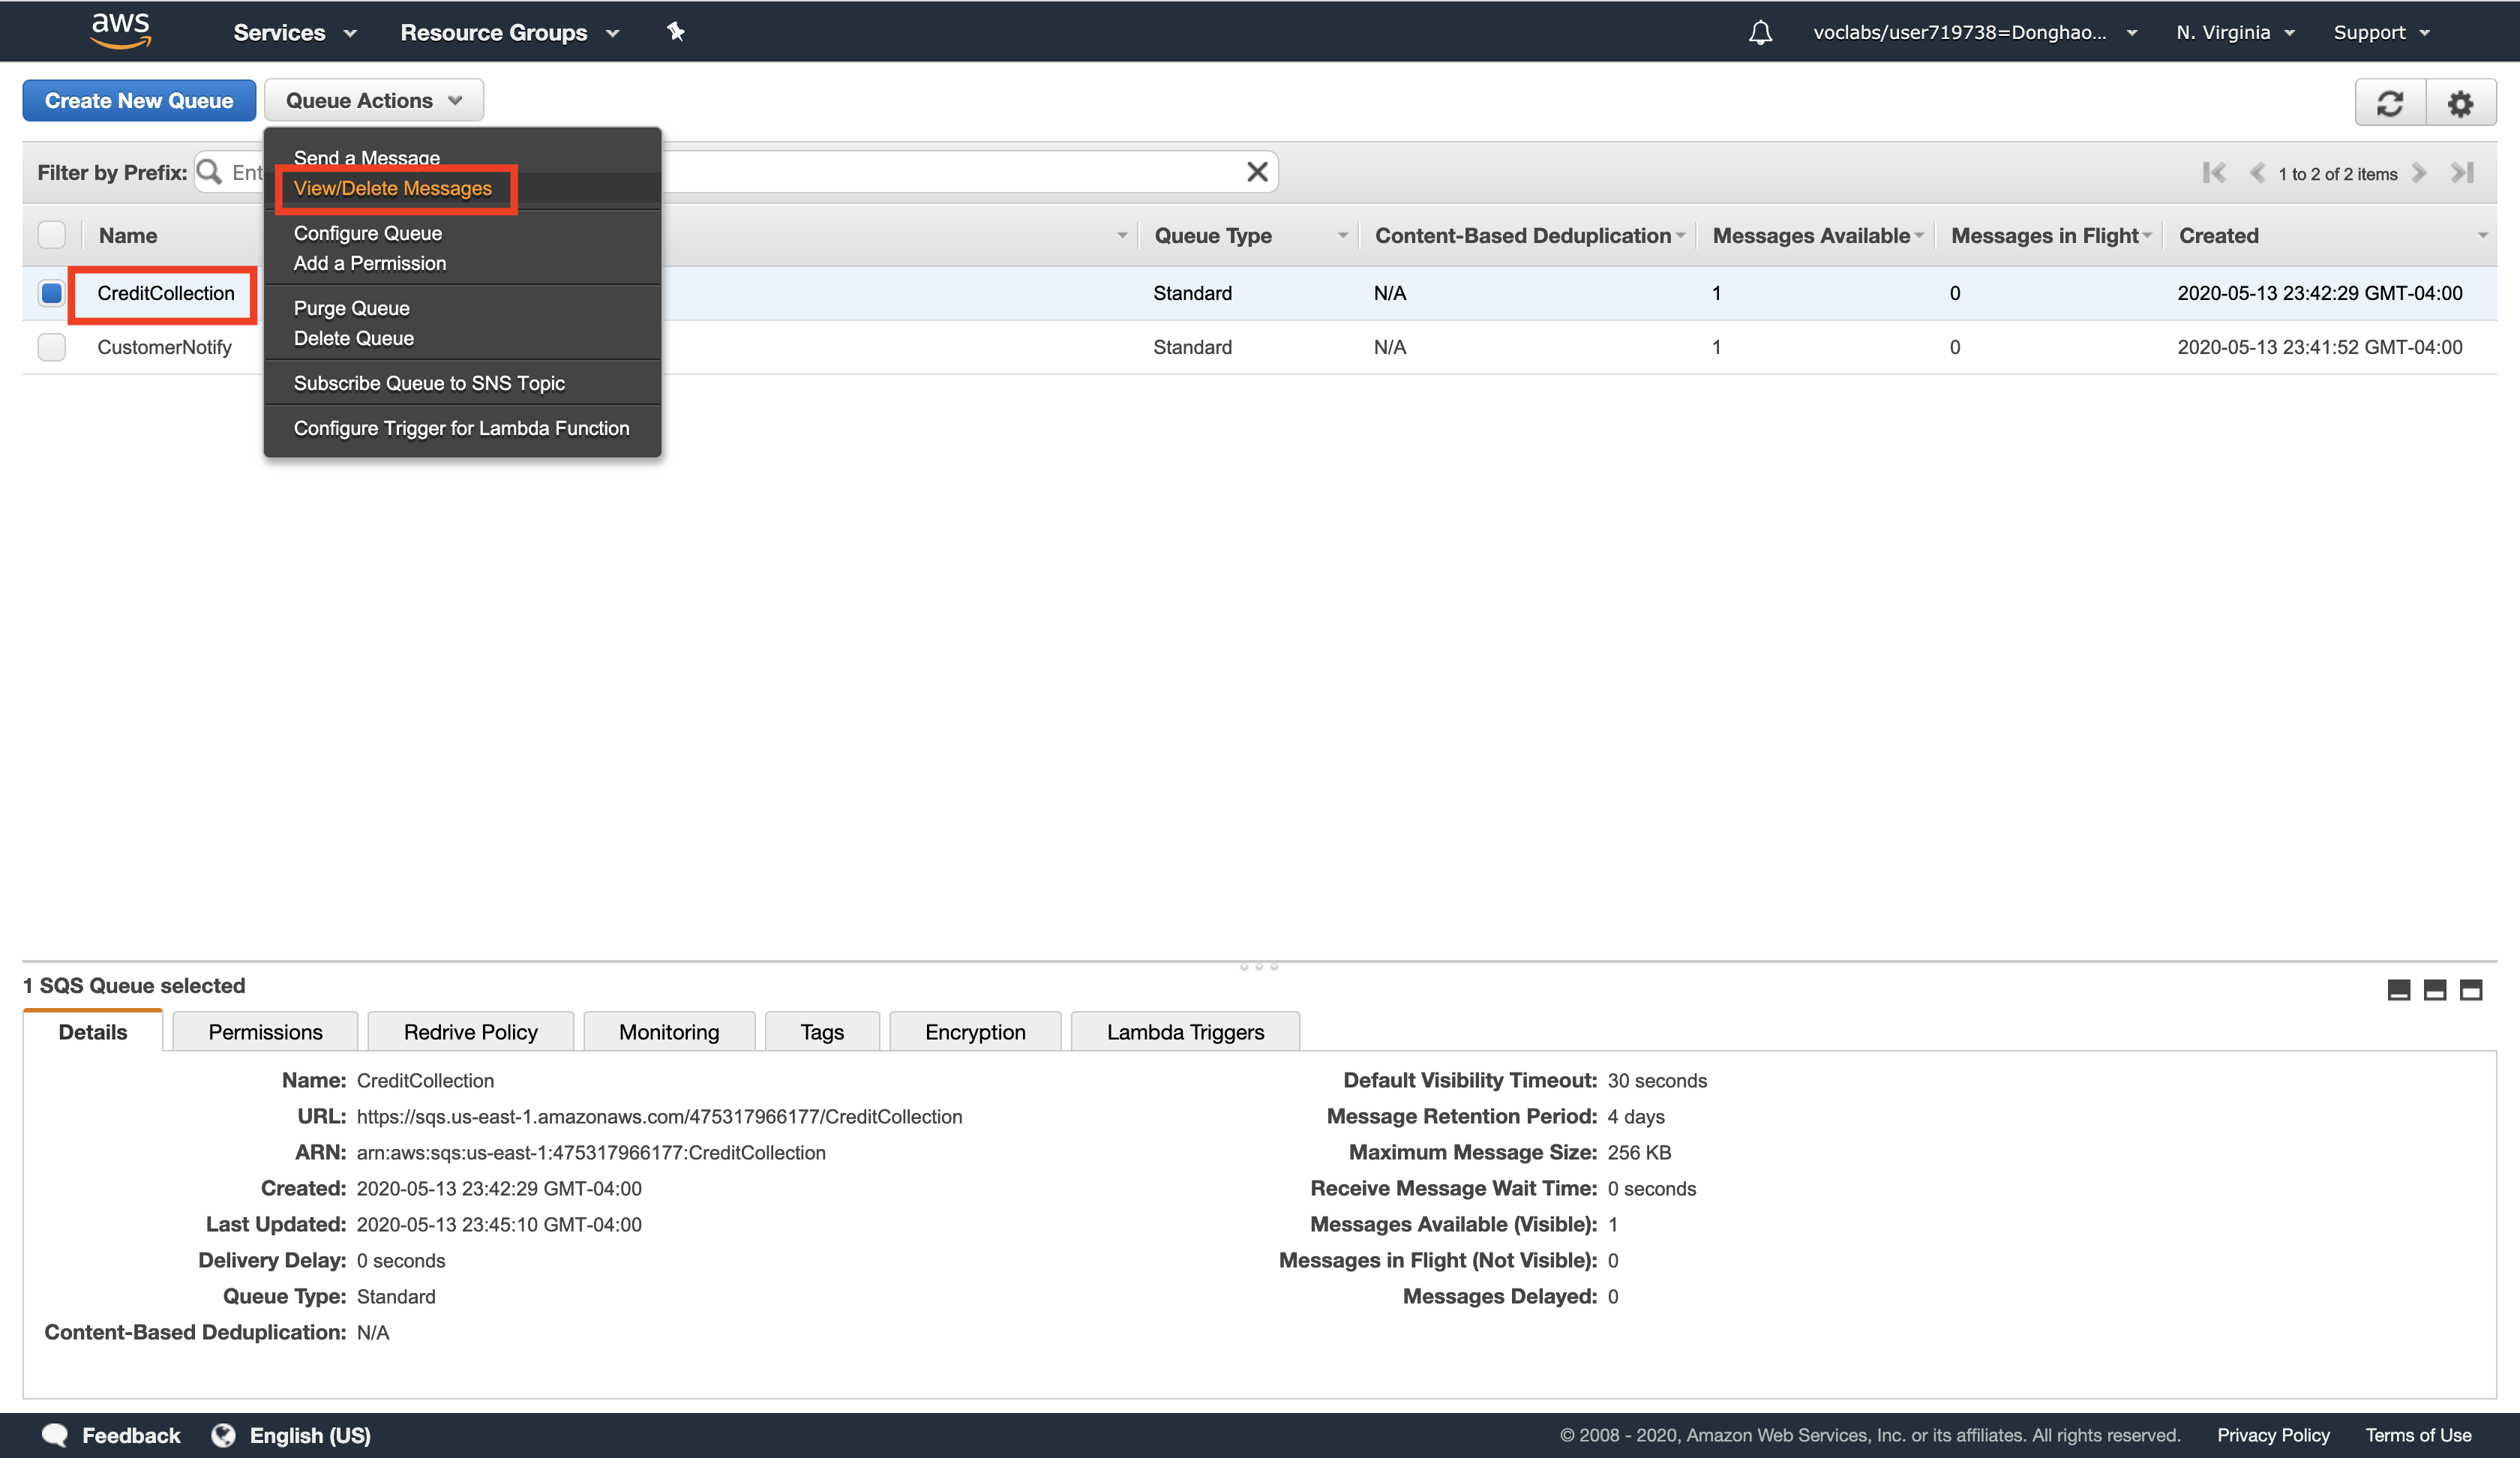 aws Services Resource Groups voclabs/user719738=Donghao... N. Virginia Support
Create New Queue Queue Actions
Send a Message
Filter by Prefix: Ent 1 to 2 of 2 items
View/Delete Messages
Name Queue Type Content-Based Deduplication Messages Available Messages in Flight Created
Configure Queue
Add a Permission
CreditCollection Standard N/A 1 0 2020-05-13 23:42:29 GMT-04:00
Purge Queue
Delete Queue
CustomerNotify Standard N/A 1 0 2020-05-13 23:41:52 GMT-04:00
Subscribe Queue to SNS Topic
Configure Trigger for Lambda Function
1 SQS Queue selected
Details Permissions Redrive Policy Monitoring Tags Encryption Lambda Triggers
Name: CreditCollection
URL: https://sqs.us-east-1.amazonaws.com/475317966177/CreditCollection
ARN: arn:aws:sqs:us-east-1:475317966177:CreditCollection
Created: 2020-05-13 23:42:29 GMT-04:00
Last Updated: 2020-05-13 23:45:10 GMT-04:00
Delivery Delay: 0 seconds
Queue Type: Standard
Content-Based Deduplication: N/A
Default Visibility Timeout: 30 seconds
Message Retention Period: 4 days
Maximum Message Size: 256 KB
Receive Message Wait Time: 0 seconds
Messages Available (Visible): 1
Messages in Flight (Not Visible): 0
Messages Delayed: 0
Feedback English (US) © 2008 - 2020, Amazon Web Services, Inc. or its affiliates. All rights reserved. Privacy Policy Terms of Use